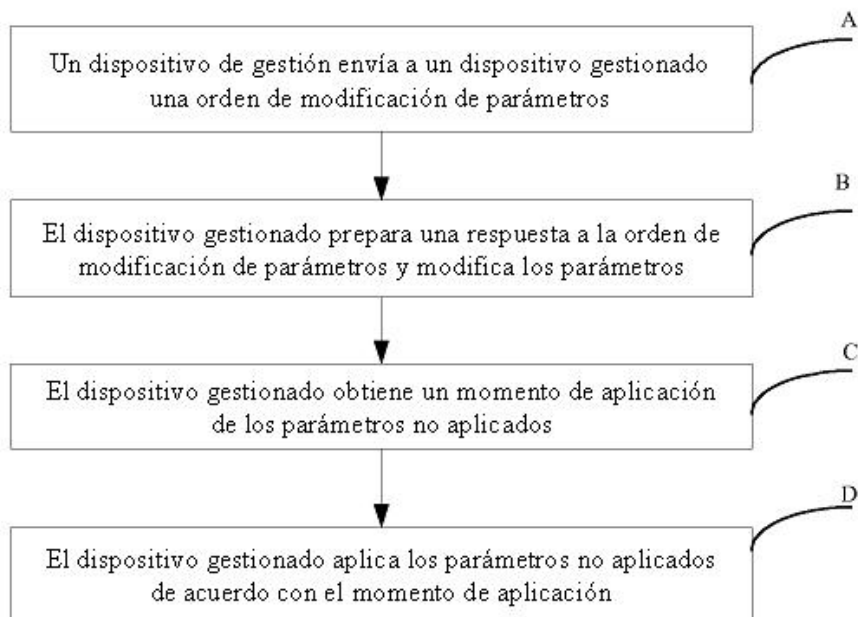 A
Un dispositivo de gestión envía a un dispositivo gestionado
una orden de modificación de parámetros
B
El dispositivo gestionado prepara una respuesta a la orden de
modificación de parámetros y modifica los parámetros
C
El dispositivo gestionado obtiene un momento de aplicación
de los parámetros no aplicados
D
El dispositivo gestionado aplica los parámetros no aplicados
de acuerdo con el momento de aplicación